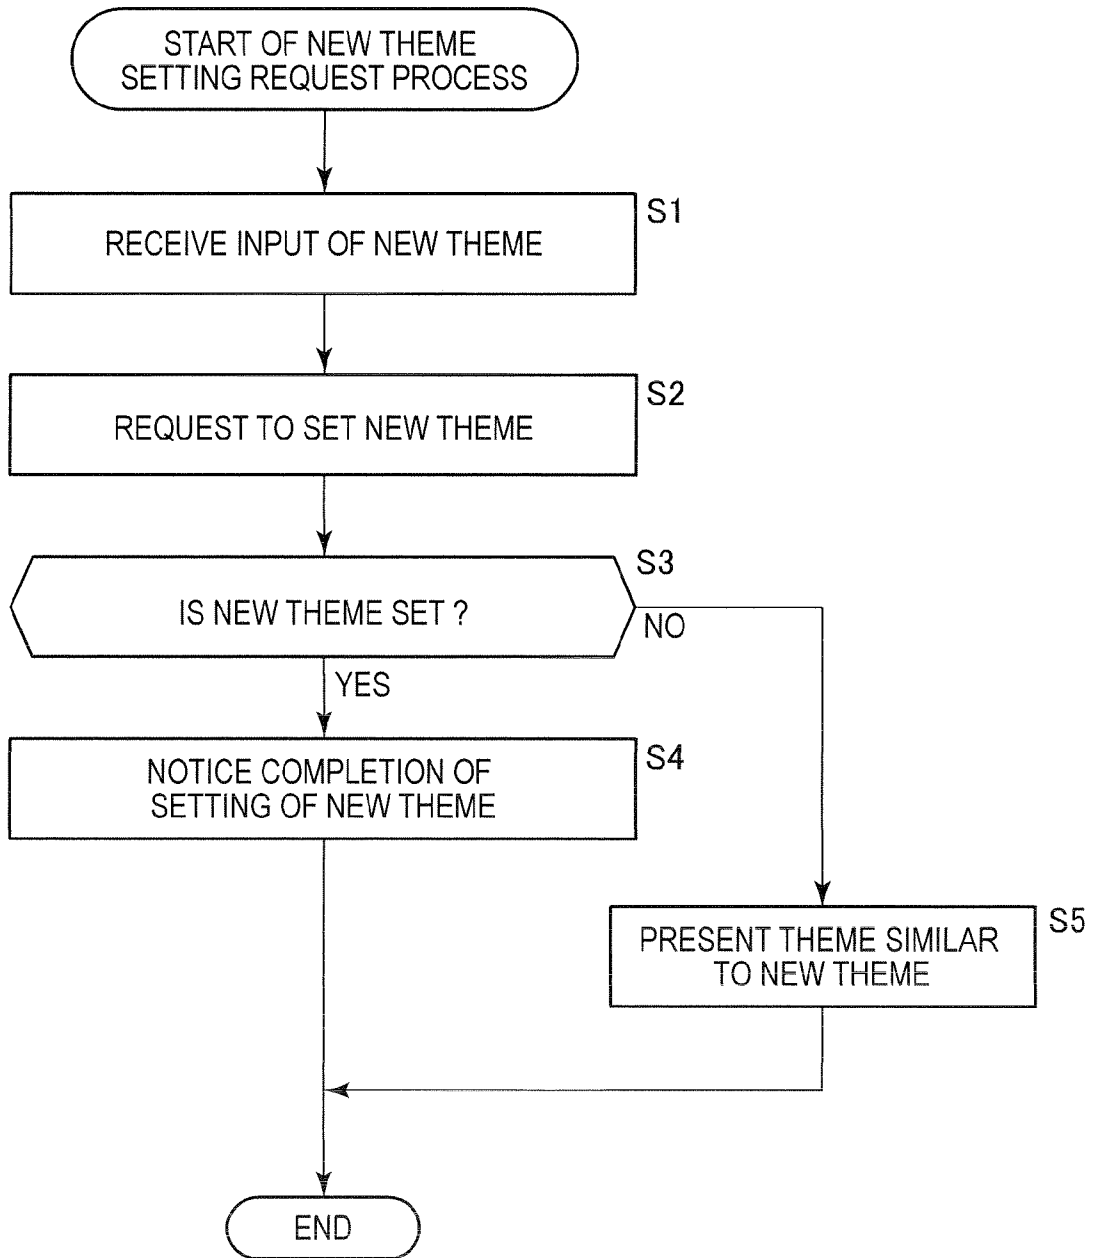 START OF NEW THEME
SETTING REQUEST PROCESS
S1
RECEIVE INPUT OF NEW THEME
S2
REQUEST TO SET NEW THEME
S3
IS NEW THEME SET ?
NO
YES
S4
NOTICE COMPLETION OF
SETTING OF NEW THEME
S5
PRESENT THEME SIMILAR
TO NEW THEME
END